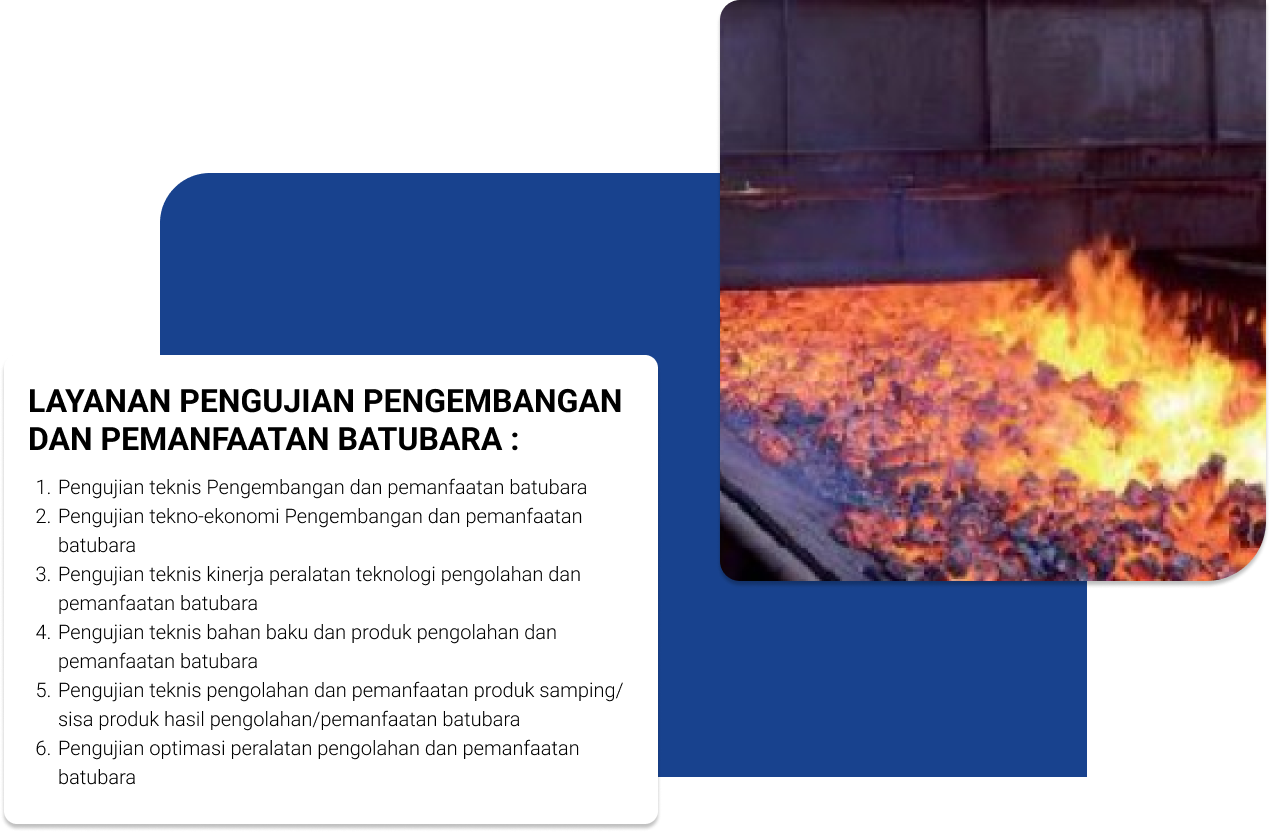 LAYANAN PENGUJIAN PENGEMBANGAN
DAN PEMANFAATAN BATUBARA :
1. Pengujian teknis Pengembangan dan pemanfaatan batubara
2. Pengujian tekno-ekonomi Pengembangan dan pemanfaatan
batubara
3. Pengujian teknis kinerja peralatan teknologi pengolahan dan
pemanfaatan batubara
4. Pengujian teknis bahan baku dan produk pengolahan dan
pemanfaatan batubara
5. Pengujian teknis pengolahan dan pemanfaatan produk samping/
sisa produk hasil pengolahan/pemanfaatan batubara
6. Pengujian optimasi peralatan pengolahan dan pemanfaatan
batubara